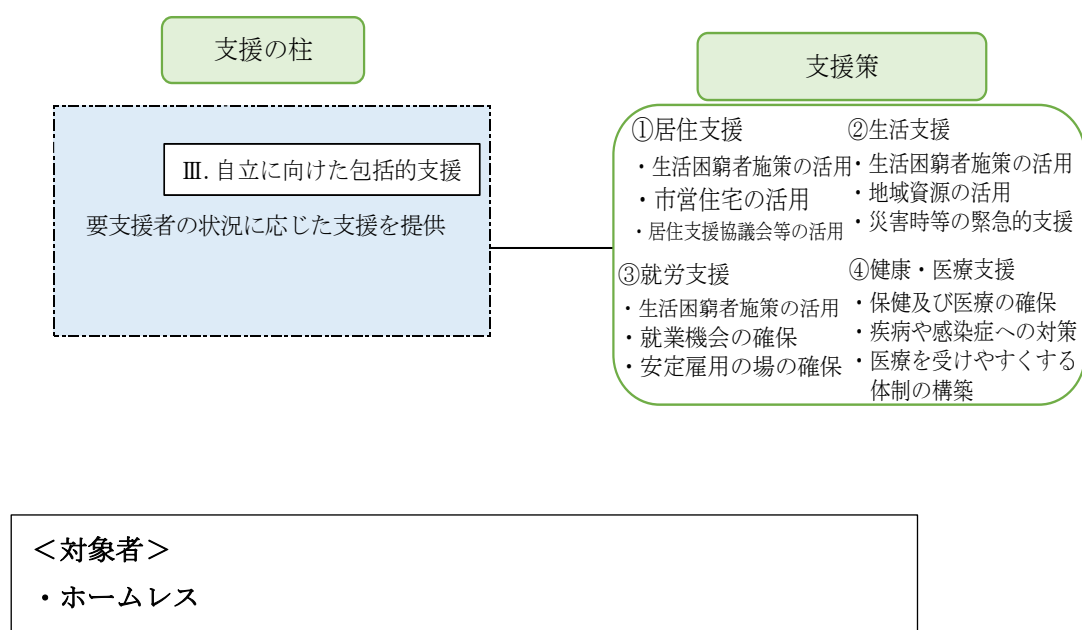 支援の柱
Ⅲ.自立に向けた包括的支援
要支援者の状況に応じた支援を提供
支援策
①居住支援
・生活困窮者施策の活用
・市営住宅の活用
・居住支援協議会等の活用
②生活支援
・生活困窮者施策の活用
・地域資源の活用
・災害時等の緊急的支援
③就労支援
・生活困窮者施策の活用
・就業機会の確保
・安定雇用の場の確保
④健康・医療支援
・保健及び医療の確保
・疾病や感染症への対策
・医療を受けやすくする
体制の構築
＜対象者＞
・ホームレス